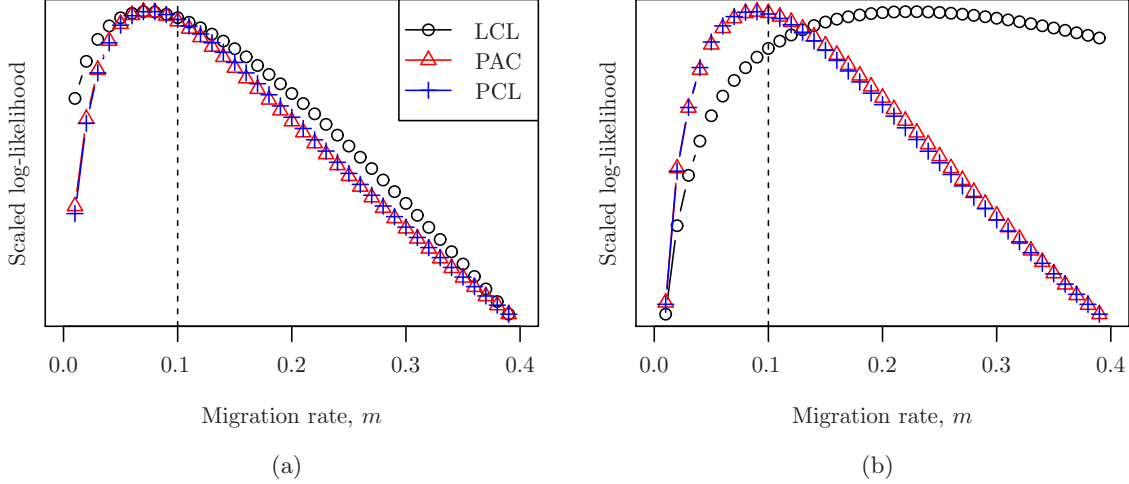 Scaled log-likelihood
LCL
PAC
PCL
0.0 0.1 0.2 0.3 0.4
Migration rate, m
(a)
Scaled log-likelihood
0.0 0.1 0.2 0.3 0.4
Migration rate, m
(b)